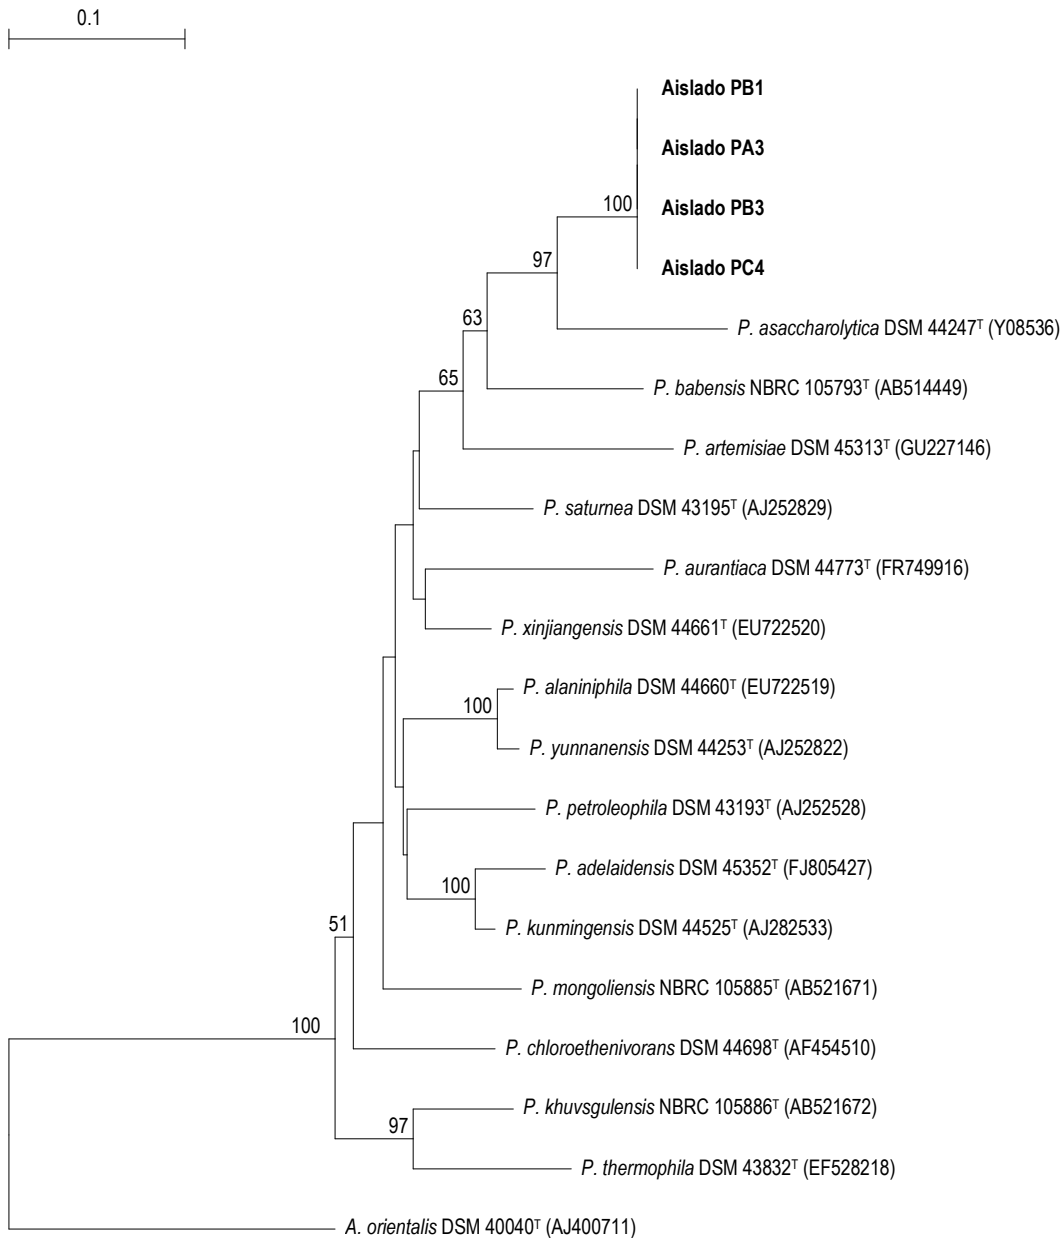 0.1
Aislado PB1
Aislado PA3
100
Aislado PB3
97
Aislado PC4
63
P. asaccharolytica DSM 44247ᵀ (Y08536)
65
P. babensis NBRC 105793ᵀ (AB514449)
P. artemisiae DSM 45313ᵀ (GU227146)
P. saturnea DSM 43195ᵀ (AJ252829)
P. aurantiaca DSM 44773ᵀ (FR749916)
P. xinjiangensis DSM 44661ᵀ (EU722520)
P. alaniniphila DSM 44660ᵀ (EU722519)
100
P. yunnanensis DSM 44253ᵀ (AJ252822)
P. petroleophila DSM 43193ᵀ (AJ252528)
P. adelaidensis DSM 45352ᵀ (FJ805427)
100
P. kunmingensis DSM 44525ᵀ (AJ282533)
51
P. mongoliensis NBRC 105885ᵀ (AB521671)
100
P. chloroethenivorans DSM 44698ᵀ (AF454510)
P. khuvsgulensis NBRC 105886ᵀ (AB521672)
97
P. thermophila DSM 43832ᵀ (EF528218)
A. orientalis DSM 40040ᵀ (AJ400711)